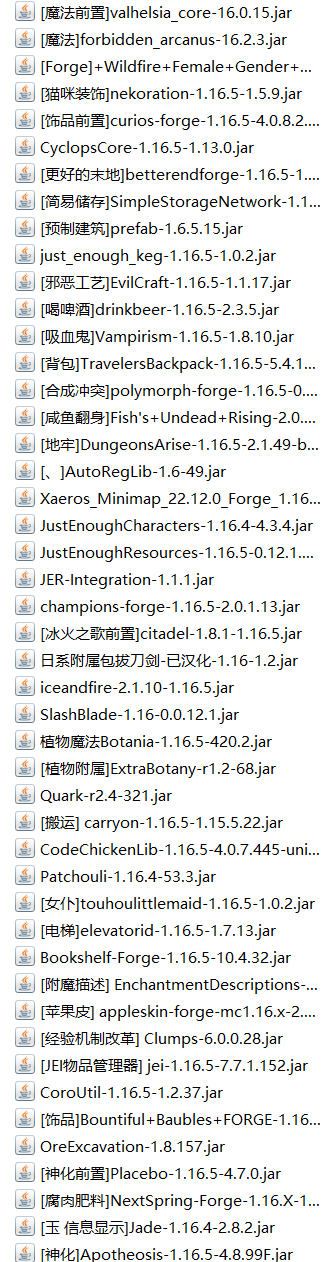 [魔法前置]valhelsia_core-16.0.15.jar
[魔法]forbidden_arcanus-16.2.3.jar
[Forge]+Wildfire+Female+Gender+...
[猫咪装饰]nekoration-1.16.5-1.5.9.jar
[饰品前置]curios-forge-1.16.5-4.0.8.2....
CyclopsCore-1.16.5-1.13.0.jar
[更好的末地]betterendforge-1.16.5-1....
[简易储存]SimpleStorageNetwork-1.1...
[预制建筑]prefab-1.6.5.15.jar
just_enough_keg-1.16.5-1.0.2.jar
[邪恶工艺]EvilCraft-1.16.5-1.1.17.jar
[喝啤酒]drinkbeer-1.16.5-2.3.5.jar
[吸血鬼]Vampirism-1.16.5-1.8.10.jar
[背包]TravelersBackpack-1.16.5-5.4.1...
[合成冲突]polymorph-forge-1.16.5-0....
[咸鱼翻身]Fish's+Undead+Rising-2.0....
[地牢]DungeonsArise-1.16.5-2.1.49-b...
[、]AutoRegLib-1.6-49.jar
Xaeros_Minimap_22.12.0_Forge_1.16...
JustEnoughCharacters-1.16.4-4.3.4.jar
JustEnoughResources-1.16.5-0.12.1....
JER-Integration-1.1.1.jar
champions-forge-1.16.5-2.0.1.13.jar
[冰火之歌前置]citadel-1.8.1-1.16.5.jar
日系附属包拔刀剑-已汉化-1.16-1.2.jar
iceandfire-2.1.10-1.16.5.jar
SlashBlade-1.16-0.0.12.1.jar
植物魔法Botania-1.16.5-420.2.jar
[植物附属]ExtraBotany-r1.2-68.jar
Quark-r2.4-321.jar
[搬运] carryon-1.16.5-1.15.5.22.jar
CodeChickenLib-1.16.5-4.0.7.445-uni...
Patchouli-1.16.4-53.3.jar
[女仆]touhoulittlemaid-1.16.5-1.0.2.jar
[电梯]elevatorid-1.16.5-1.7.13.jar
Bookshelf-Forge-1.16.5-10.4.32.jar
[附魔描述] EnchantmentDescriptions-...
[苹果皮] appleskin-forge-mc1.16.x-2....
[经验机制改革] Clumps-6.0.0.28.jar
[JEI物品管理器] jei-1.16.5-7.7.1.152.jar
CoroUtil-1.16.5-1.2.37.jar
[饰品]Bountiful+Baubles+FORGE-1.16...
OreExcavation-1.8.157.jar
[神化前置]Placebo-1.16.5-4.7.0.jar
[腐肉肥料]NextSpring-Forge-1.16.X-1...
[玉 信息显示]Jade-1.16.4-2.8.2.jar
[神化]Apotheosis-1.16.5-4.8.99F.jar